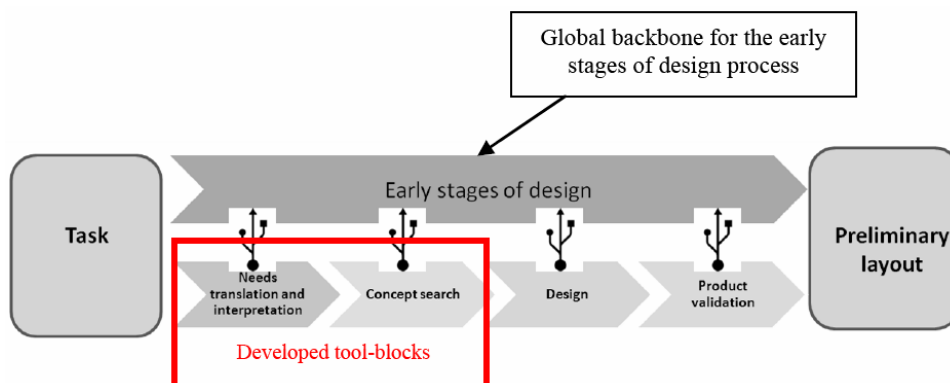 Global backbone for the early
stages of design process
Early stages of design
Task
Preliminary
layout
Needs
translation and
interpretation
Concept search
Design
Product
validation
Developed tool-blocks